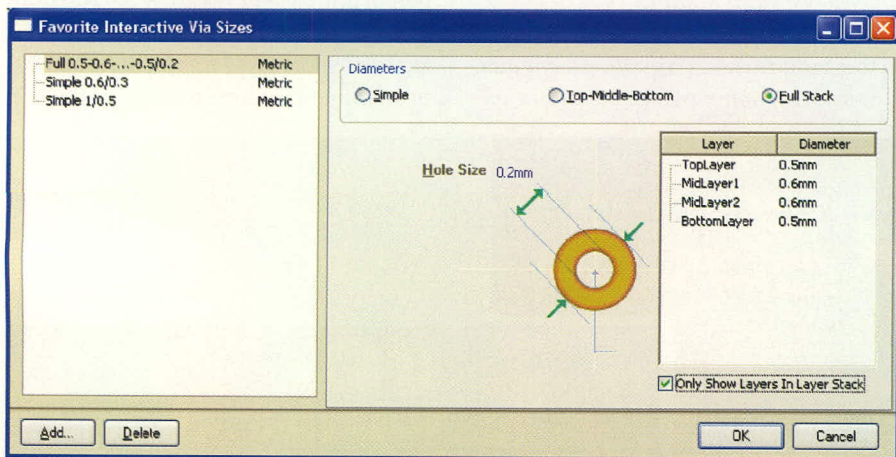 Favorite Interactive Via Sizes
Full 0.5-0.6-...-0.5/0.2 Metric
Simple 0.6/0.3 Metric
Simple 1/0.5 Metric
Diameters
Simple Top-Middle-Bottom Full Stack
Hole Size 0.2mm
Layer Diameter
TopLayer 0.5mm
MidLayer1 0.6mm
MidLayer2 0.6mm
BottomLayer 0.5mm
Only Show Layers In Layer Stack
Add... Delete OK Cancel